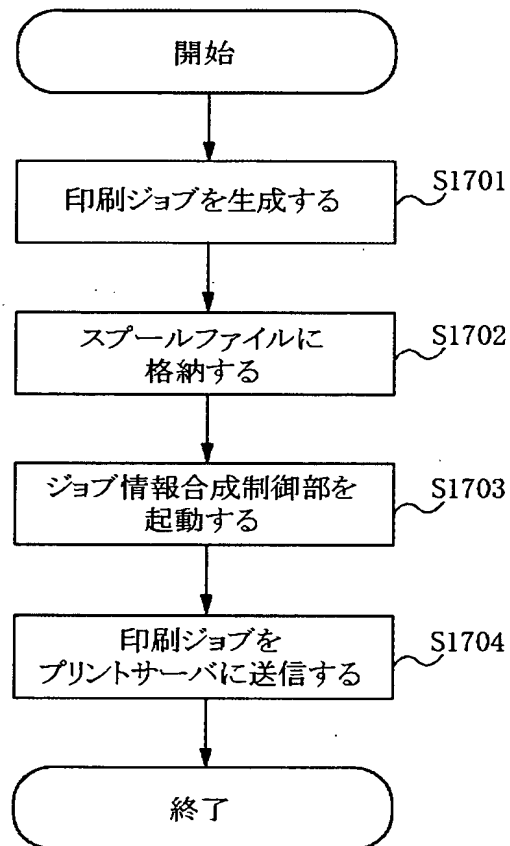 開始
印刷ジョブを生成する
S1701
スプールファイルに
格納する
S1702
ジョブ情報合成制御部を
起動する
S1703
印刷ジョブを
プリントサーバに送信する
S1704
終了